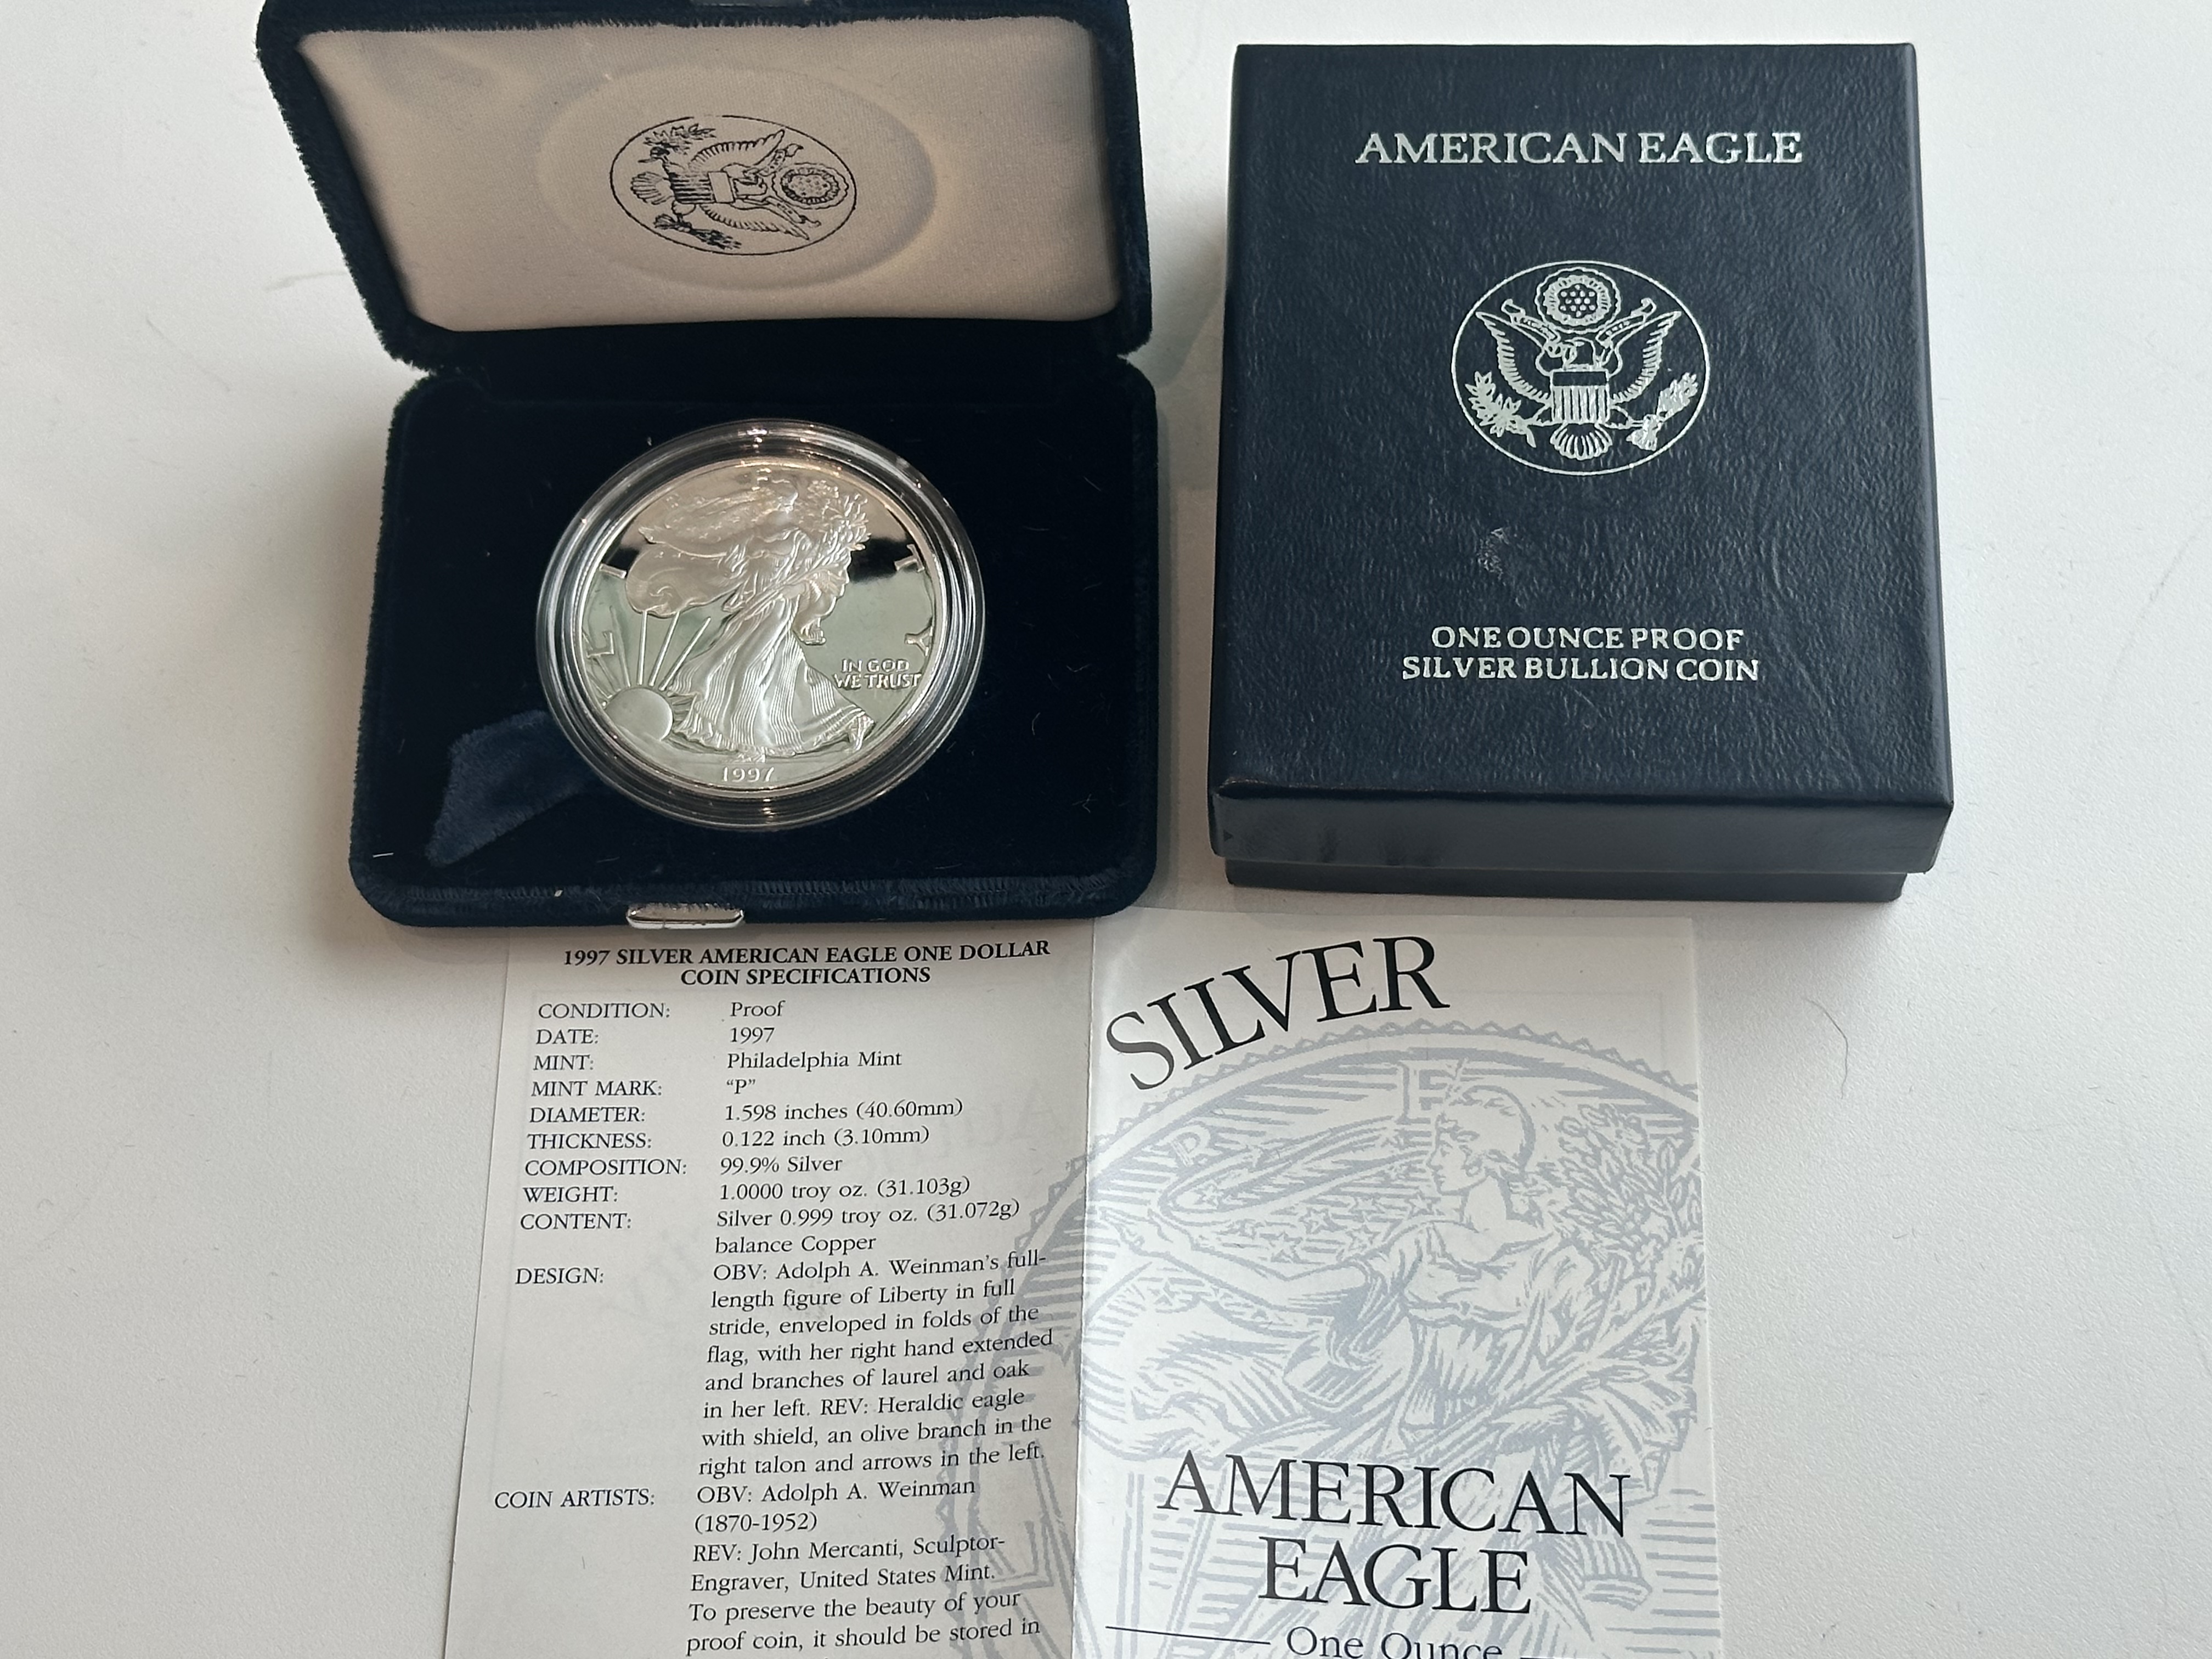 L
Y
IN GOD
WE TRUST
1997
AMERICAN EAGLE
ONE OUNCE PROOF
SILVER BULLION COIN
1997 SILVER AMERICAN EAGLE ONE DOLLAR
COIN SPECIFICATIONS
CONDITION: Proof
DATE: 1997
MINT: Philadelphia Mint
MINT MARK: “P”
DIAMETER: 1.598 inches (40.60mm)
THICKNESS: 0.122 inch (3.10mm)
COMPOSITION: 99.9% Silver
WEIGHT: 1.0000 troy oz. (31.103g)
CONTENT: Silver 0.999 troy oz. (31.072g)
balance Copper
DESIGN: OBV: Adolph A. Weinman’s full-
length figure of Liberty in full
stride, enveloped in folds of the
flag, with her right hand extended
and branches of laurel and oak
in her left. REV: Heraldic eagle
with shield, an olive branch in the
right talon and arrows in the left.
COIN ARTISTS: OBV: Adolph A. Weinman
(1870-1952)
REV: John Mercanti, Sculptor-
Engraver, United States Mint.
To preserve the beauty of your
proof coin, it should be stored in
SILVER
AMERICAN
EAGLE
One Ounce